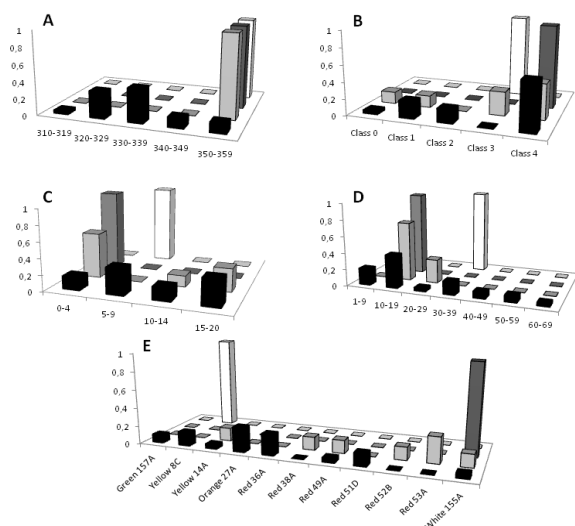 A
1
0,8
0,6
0,4
0,2
0
310-319
320-329
330-339
340-349
350-359
B
1
0,8
0,6
0,4
0,2
0
Class 0
Class 1
Class 2
Class 3
Class 4
C
1
0,8
0,6
0,4
0,2
0
0-4
5-9
10-14
15-20
D
1
0,8
0,6
0,4
0,2
0
1-9
10-19
20-29
30-39
40-49
50-59
60-69
E
1
0,8
0,6
0,4
0,2
0
Green 157A
Yellow 8C
Yellow 14A
Orange 27A
Red 36A
Red 38A
Red 49A
Red 51D
Red 52B
Red 53A
White 155A